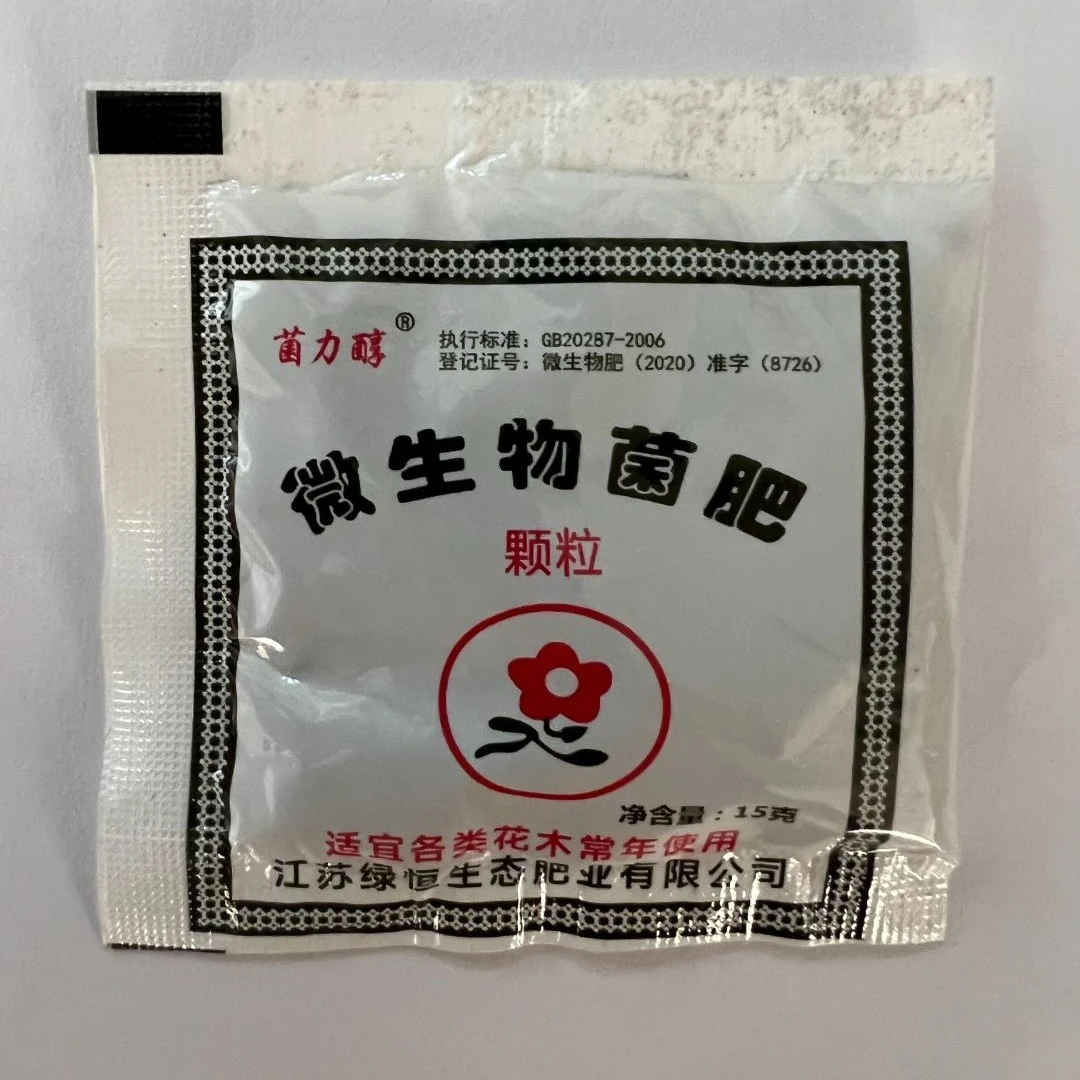 菌力醇®
执行标准：GB20287-2006
登记证号：微生物肥（2020）准字（8726）
微生物菌肥
颗粒
净含量：15克
适宜各类花木常年使用
江苏绿恒生态肥业有限公司